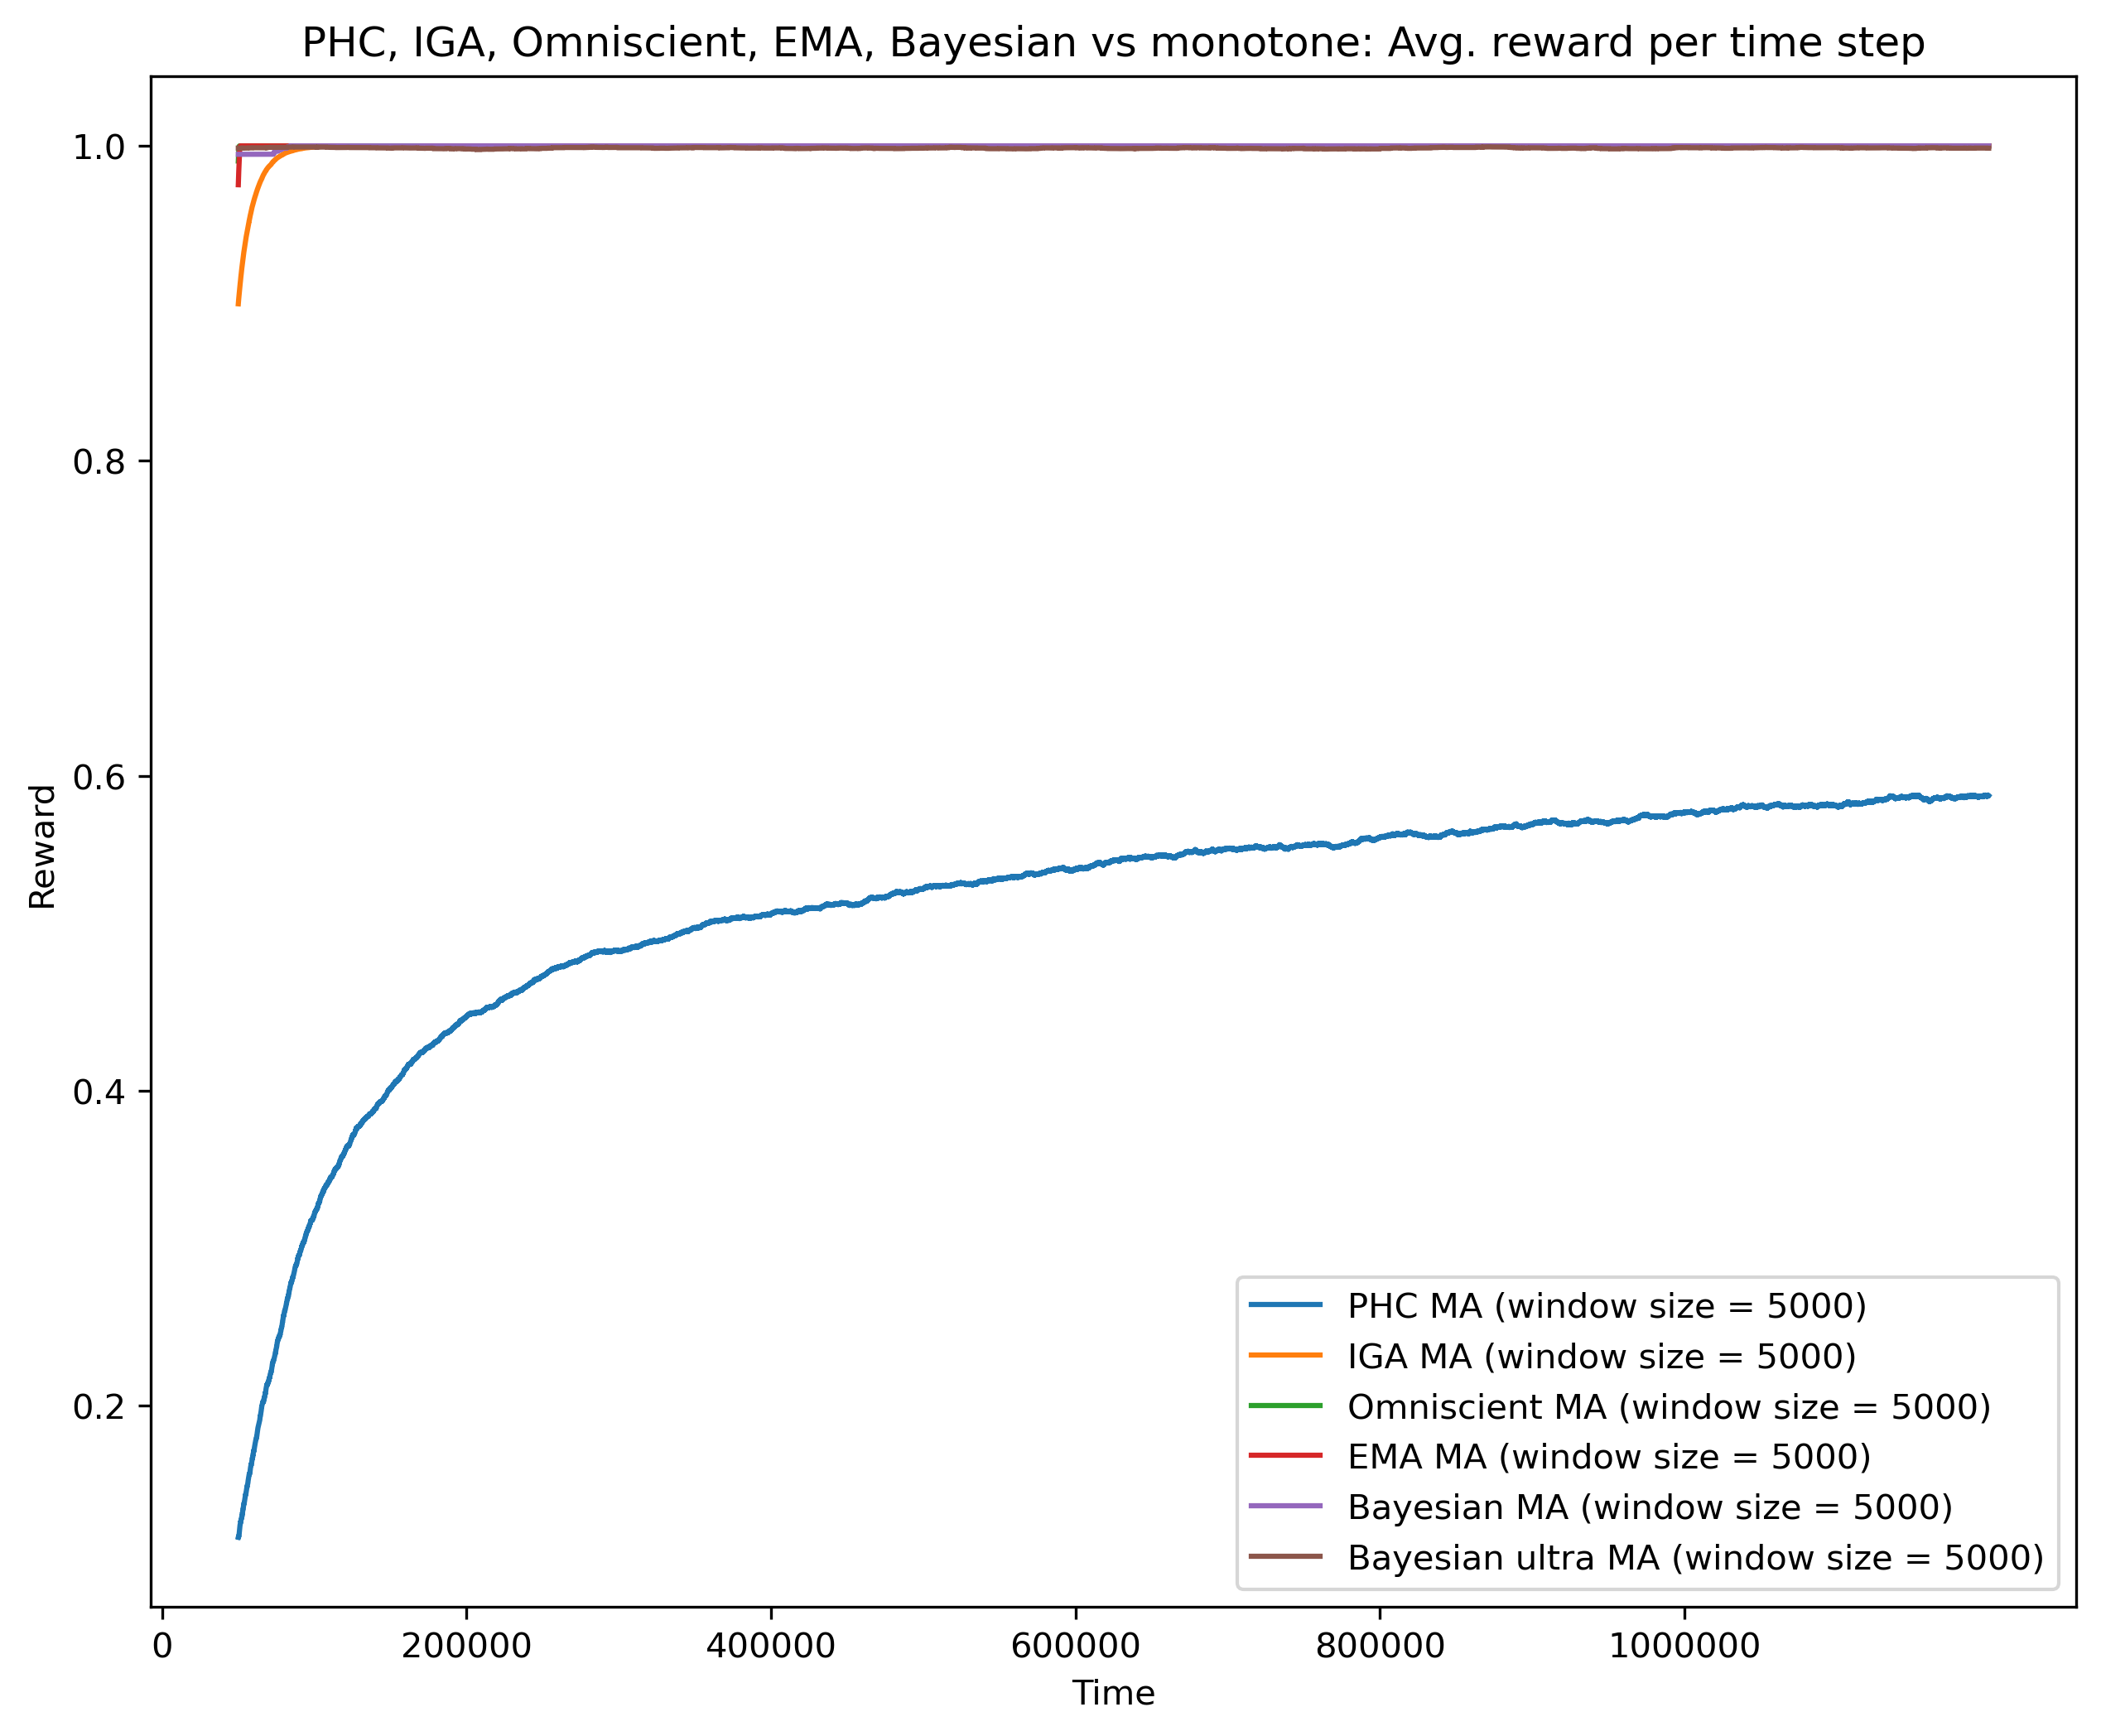 PHC, IGA, Omniscient, EMA, Bayesian vs monotone: Avg. reward per time step
1.0
0.8
0.6
0.4
0.2
Reward
0
200000
400000
600000
800000
1000000
Time
PHC MA (window size = 5000)
IGA MA (window size = 5000)
Omniscient MA (window size = 5000)
EMA MA (window size = 5000)
Bayesian MA (window size = 5000)
Bayesian ultra MA (window size = 5000)